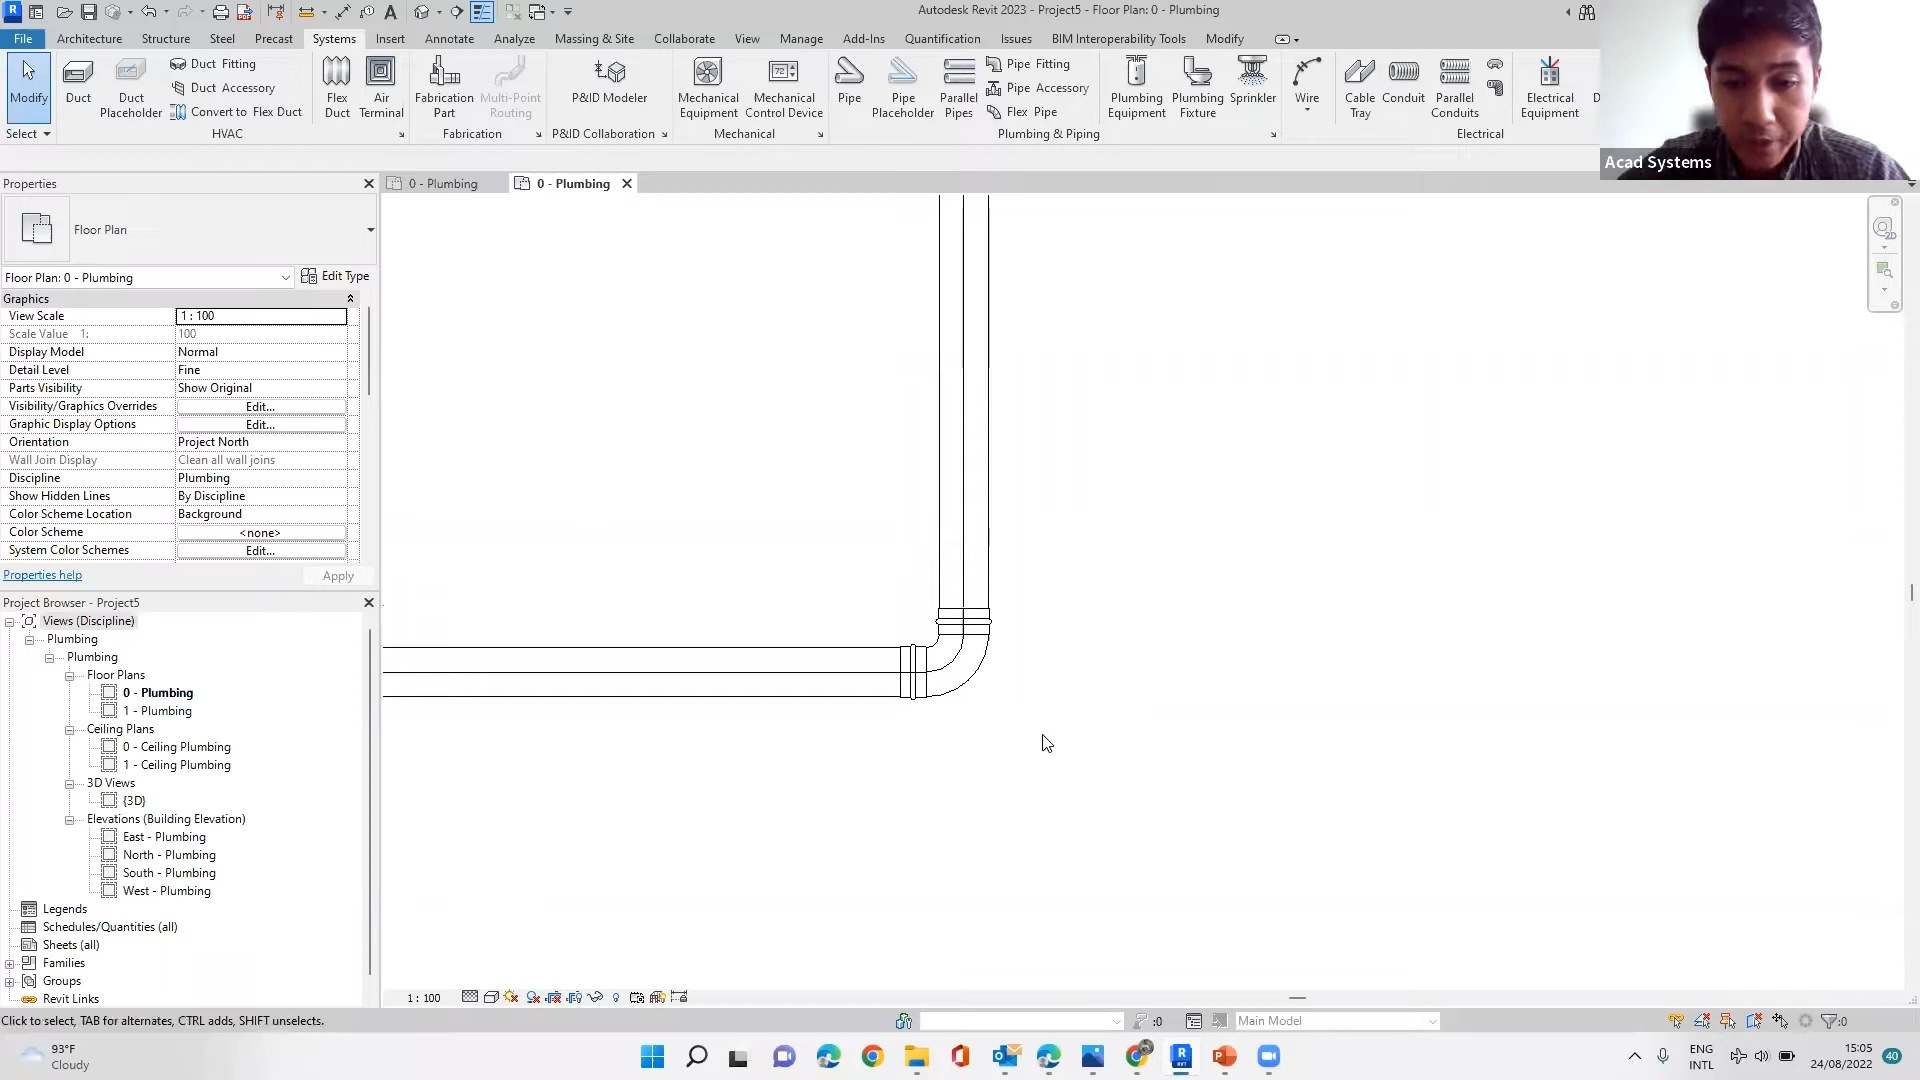 Autodesk Revit 2023 - Project5 - Floor Plan: 0 - Plumbing
File Architecture Structure Steel Precast Systems Insert Annotate Analyze Massing & Site Collaborate View Manage Add-Ins Quantification Issues BIM Interoperability Tools Modify
Modify
Select
Duct
Duct Placeholder
Duct Fitting
Duct Accessory
Convert to Flex Duct
HVAC
Flex Duct
Air Terminal
Fabrication Part
Multi-Point Routing
Fabrication
P&ID Modeler
P&ID Collaboration
Mechanical Equipment
Mechanical Control Device
Mechanical
Pipe
Pipe Placeholder
Parallel Pipes
Pipe Fitting
Pipe Accessory
Flex Pipe
Plumbing Equipment
Plumbing Fixture
Sprinkler
Plumbing & Piping
Wire
Cable Tray
Conduit
Parallel Conduits
Electrical Equipment
Electrical
Acad Systems
Properties
0 - Plumbing
0 - Plumbing
Floor Plan
Floor Plan: 0 - Plumbing
Edit Type
Graphics
View Scale 1 : 100
Scale Value 1: 100
Display Model Normal
Detail Level Fine
Parts Visibility Show Original
Visibility/Graphics Overrides Edit...
Graphic Display Options Edit...
Orientation Project North
Wall Join Display Clean all wall joins
Discipline Plumbing
Show Hidden Lines By Discipline
Color Scheme Location Background
Color Scheme <none>
System Color Schemes Edit...
Properties help Apply
Project Browser - Project5
Views (Discipline)
Plumbing
Plumbing
Floor Plans
0 - Plumbing
1 - Plumbing
Ceiling Plans
0 - Ceiling Plumbing
1 - Ceiling Plumbing
3D Views
{3D}
Elevations (Building Elevation)
East - Plumbing
North - Plumbing
South - Plumbing
West - Plumbing
Legends
Schedules/Quantities (all)
Sheets (all)
Families
Groups
Revit Links
1 : 100
Click to select, TAB for alternates, CTRL adds, SHIFT unselects.
:0
Main Model
:0
93°F
Cloudy
ENG
INTL
15:05
24/08/2022
40